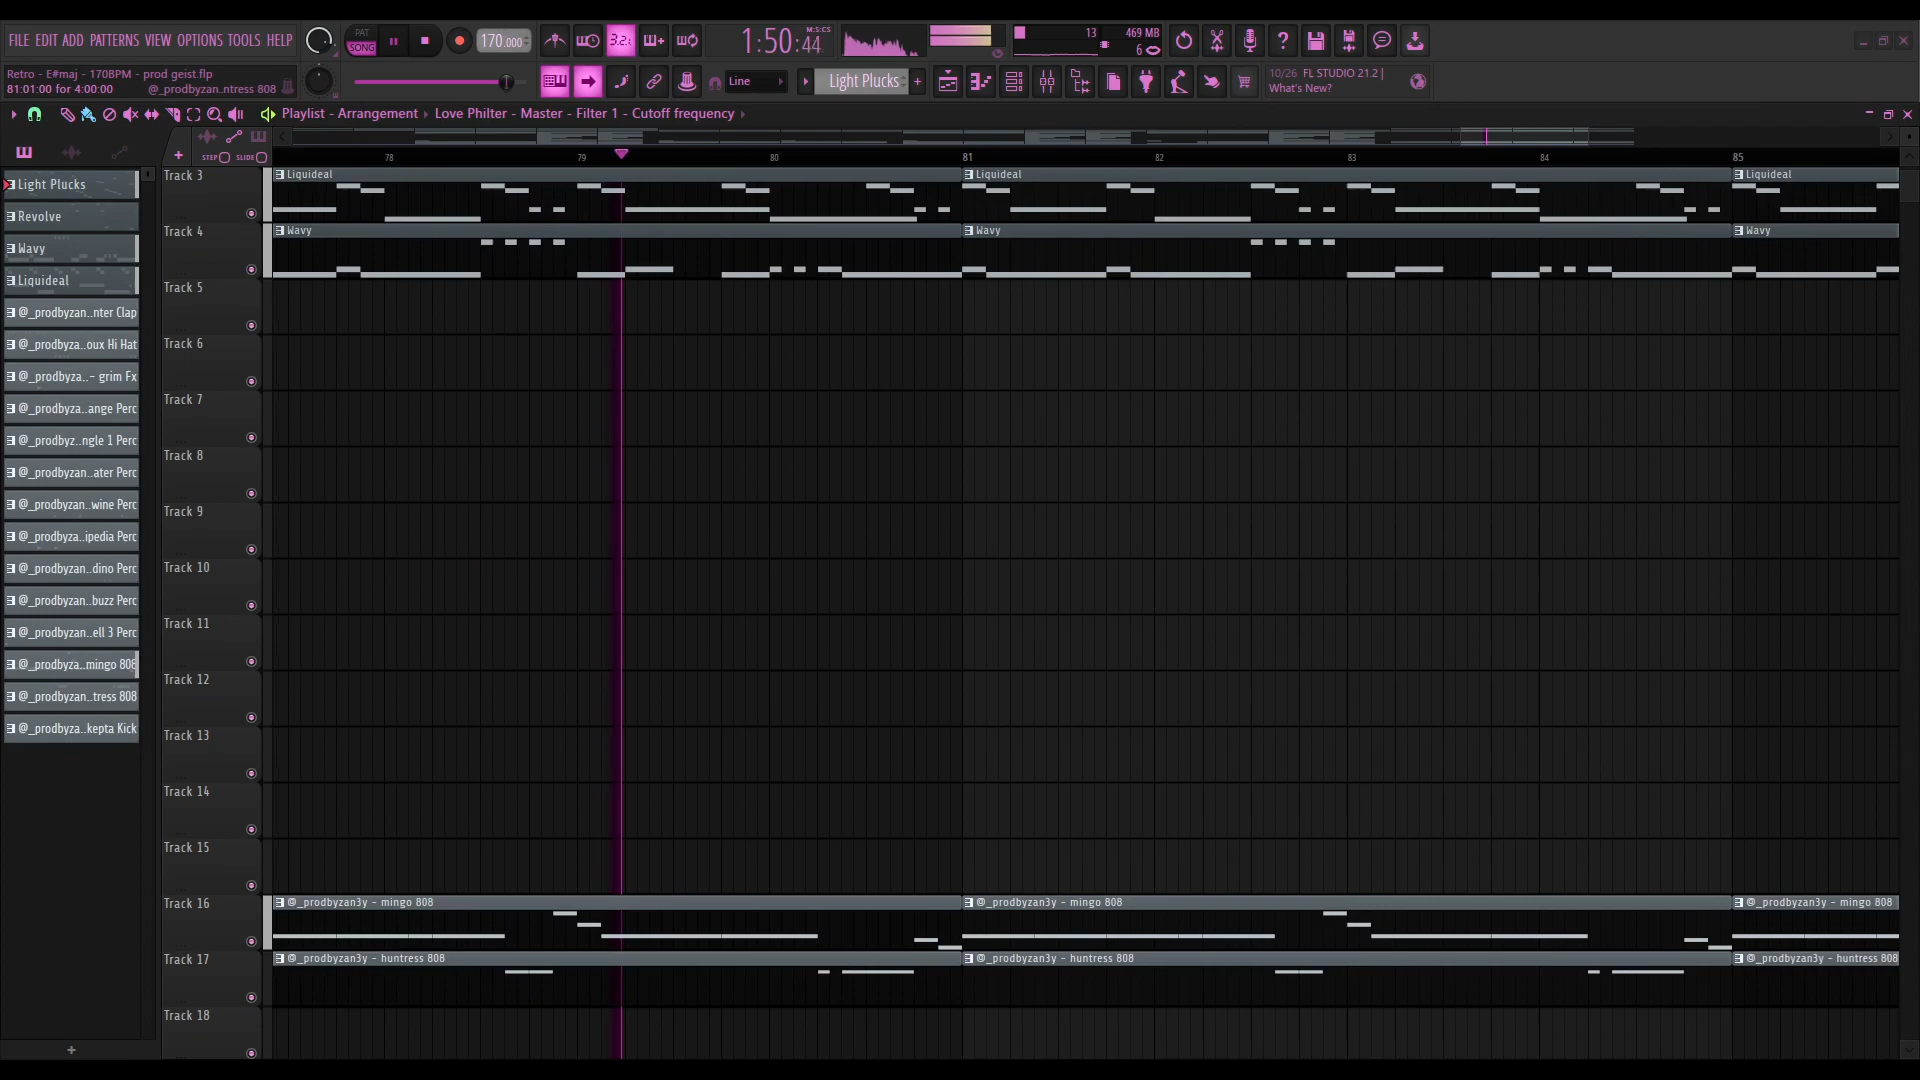 FILE EDIT ADD PATTERNS VIEW OPTIONS TOOLS HELP
PAT
SONG
170.000
3.2:
1:50:44
M:S:CS
13
469 MB
6
Retro - E#maj - 170BPM - prod geist.flp
81:01:00 for 4:00:00
@_prodbyzan..ntress 808
Line
Light Plucks
10/26 FL STUDIO 21.2 |
What's New?
Playlist - Arrangement › Love Philter - Master - Filter 1 - Cutoff frequency ›
STEP SLIDE
78 79 80 81 82 83 84 85
Light Plucks
Revolve
Wavy
Liquideal
@_prodbyzan..nter Clap
@_prodbyza..oux Hi Hat
@_prodbyza..- grim Fx
@_prodbyza..ange Perc
@_prodbyz..ngle 1 Perc
@_prodbyzan..ater Perc
@_prodbyzan..wine Perc
@_prodbyza..ipedia Perc
@_prodbyzan..dino Perc
@_prodbyzan..buzz Perc
@_prodbyzan..ell 3 Perc
@_prodbyza..mingo 808
@_prodbyzan..tress 808
@_prodbyza..kepta Kick
Track 3
Liquideal
Liquideal
Liquideal
Track 4
Wavy
Wavy
Wavy
Track 5
Track 6
Track 7
Track 8
Track 9
Track 10
Track 11
Track 12
Track 13
Track 14
Track 15
Track 16
@_prodbyzan3y - mingo 808
@_prodbyzan3y - mingo 808
@_prodbyzan3y - mingo 808
Track 17
@_prodbyzan3y - huntress 808
@_prodbyzan3y - huntress 808
@_prodbyzan3y - huntress 808
Track 18